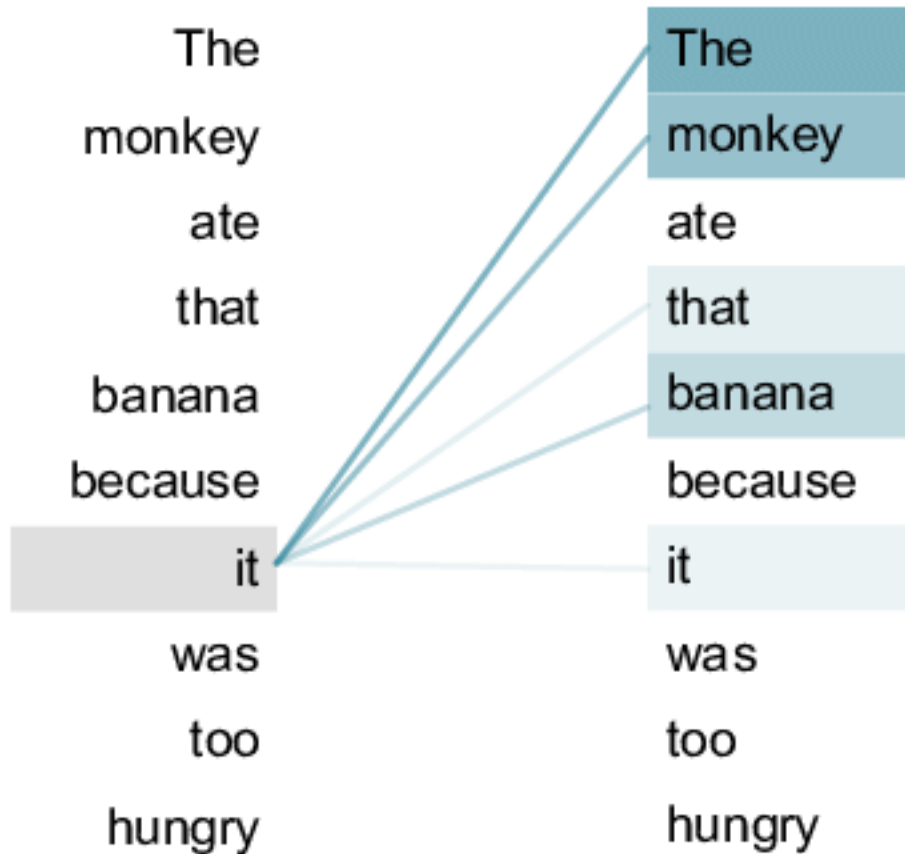 The The
monkey monkey
ate ate
that that
banana banana
because because
it it
was was
too too
hungry hungry